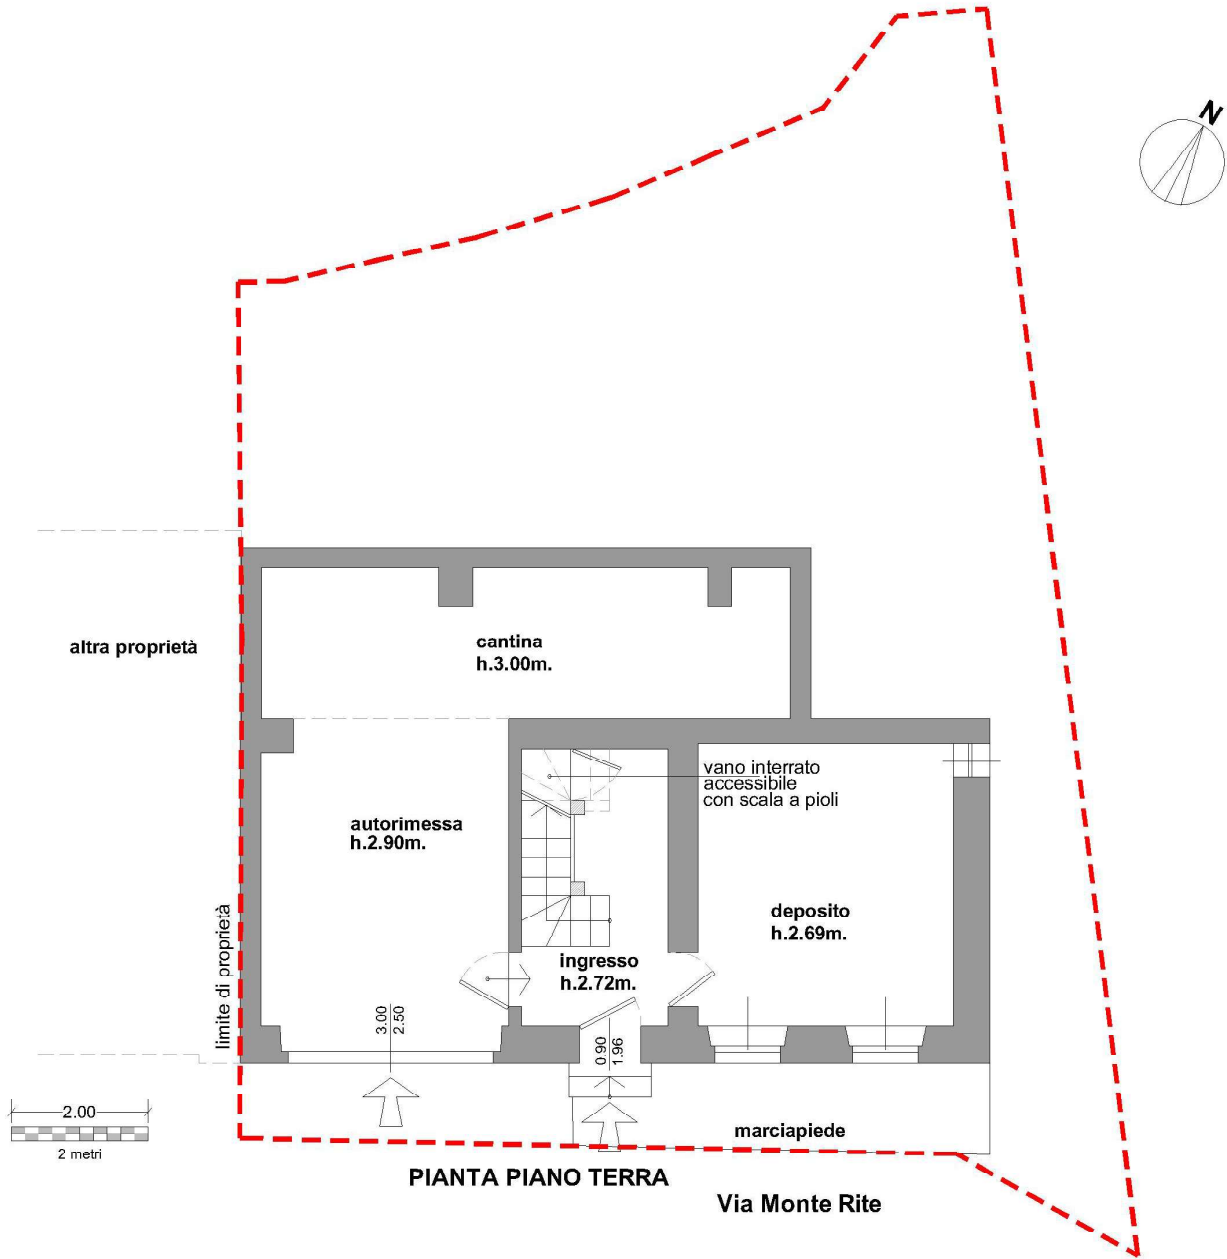 N
altra proprietà
cantina
h.3.00m.
vano interrato
accessibile
con scala a pioli
autorimessa
h.2.90m.
deposito
h.2.69m.
ingresso
h.2.72m.
limite di proprietà
3.00
2.50
0.90
1.96
2.00
2 metri
marciapiede
PIANTA PIANO TERRA
Via Monte Rite